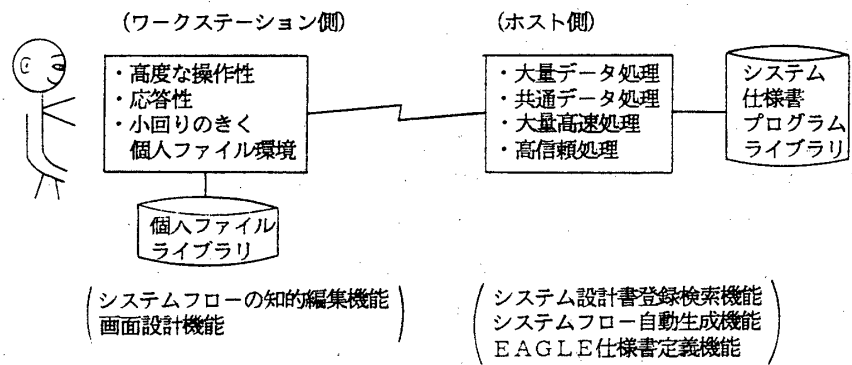 (ワークステーション側)
・高度な操作性
・応答性
・小回りのきく
個人ファイル環境
個人ファイル
ライブラリ
システムフローの知的編集機能
画面設計機能
(ホスト側)
・大量データ処理
・共通データ処理
・大量高速処理
・高信頼処理
システム
仕様書
プログラム
ライブラリ
システム設計書登録検索機能
システムフロー自動生成機能
EAGLE仕様書定義機能